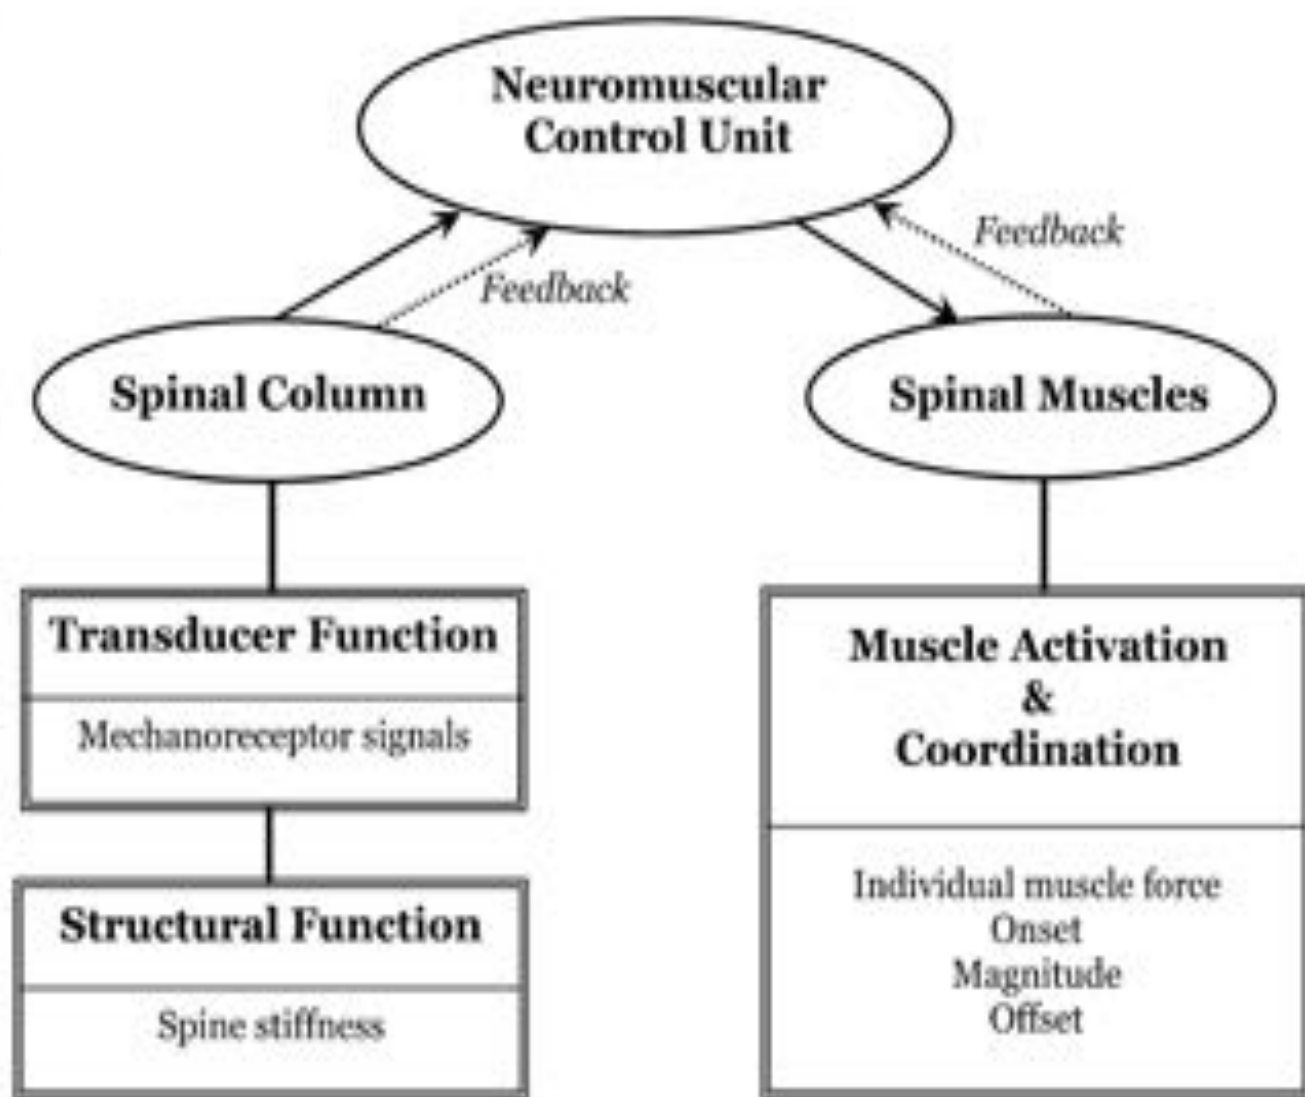 Neuromuscular
Control Unit
Feedback
Feedback
Spinal Column
Spinal Muscles
Transducer Function
Mechanoreceptor signals
Structural Function
Spine stiffness
Muscle Activation
&
Coordination
Individual muscle force
Onset
Magnitude
Offset